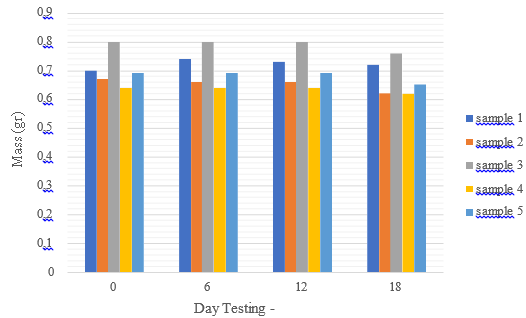 0,9
0,8
0,7
0,6
0,5
0,4
0,3
0,2
0,1
0
Mass (gr)
0
6
12
18
Day Testing -
sample 1
sample 2
sample 3
sample 4
sample 5